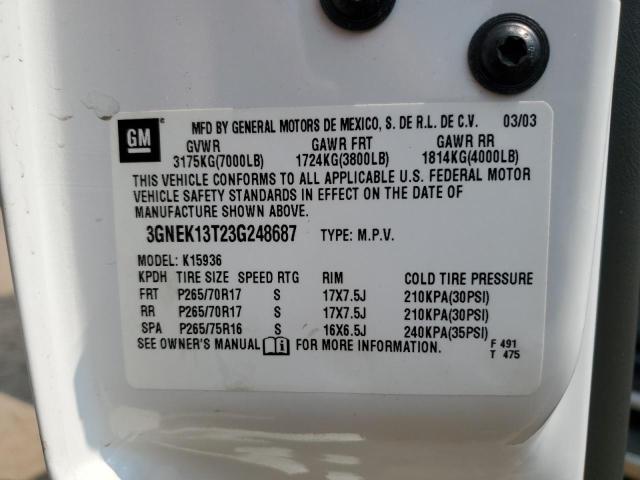 GM®
MFD BY GENERAL MOTORS DE MEXICO, S. DE R.L. DE C.V. 03/03
GVWR GAWR FRT GAWR RR
3175KG(7000LB) 1724KG(3800LB) 1814KG(4000LB)
THIS VEHICLE CONFORMS TO ALL APPLICABLE U.S. FEDERAL MOTOR
VEHICLE SAFETY STANDARDS IN EFFECT ON THE DATE OF
MANUFACTURE SHOWN ABOVE.
3GNEK13T23G248687 TYPE: M.P.V.
MODEL: K15936
KPDH TIRE SIZE SPEED RTG RIM COLD TIRE PRESSURE
FRT P265/70R17 S 17X7.5J 210KPA(30PSI)
RR P265/70R17 S 17X7.5J 210KPA(30PSI)
SPA P265/75R16 S 16X6.5J 240KPA(35PSI)
SEE OWNER'S MANUAL FOR MORE INFORMATION. F 491
T 475